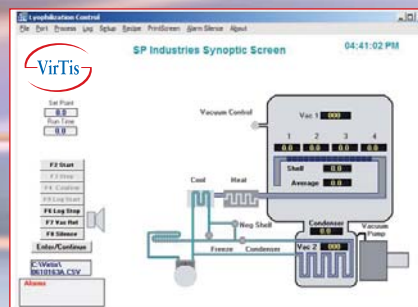 Lyophilization Control
File Port Process Log Setup Recipe PrintScreen Alarm Silence About
SP Industries Synoptic Screen
04:41:02 PM
VirTis
Set Point
0.0
Run Time
0.0
F2 Start
F3 Stop
F4 Confirm
F5 Log Start
F6 Log Stop
F7 Vac Ref
F8 Silence
Enter/Continue
C:\Virtis\
0610163A.CSV
Alarms
Vacuum Control
Vac 1 000
1 2 3 4
0.0 0.0 0.0 0.0
Shell 0.0
Average 0.0
Cool Heat
Neg Shell
Freeze Condenser
Condenser
0.0
Vacuum
Pump
Vac 2 000